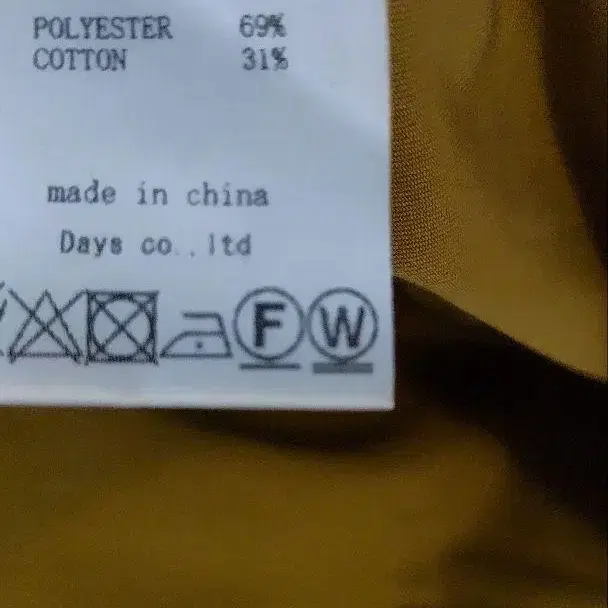 POLYESTER 69%
COTTON 31%
made in china
Days co.,ltd
F W